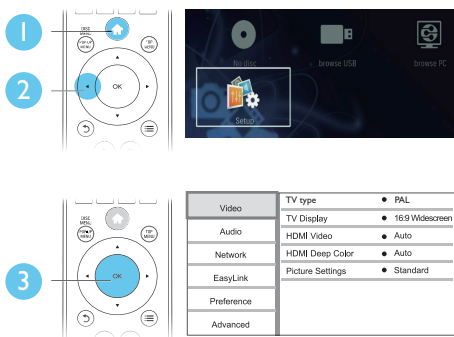 1
DISC
MENU
POP-UP
MENU
TOP
MENU
2
OK
No disc
browse USB
browse PC
Setup
DISC
MENU
POP-UP
MENU
TOP
MENU
3
OK
Video
Audio
Network
EasyLink
Preference
Advanced
TV type • PAL
TV Display • 16:9 Widescreen
HDMI Video • Auto
HDMI Deep Color • Auto
Picture Settings • Standard